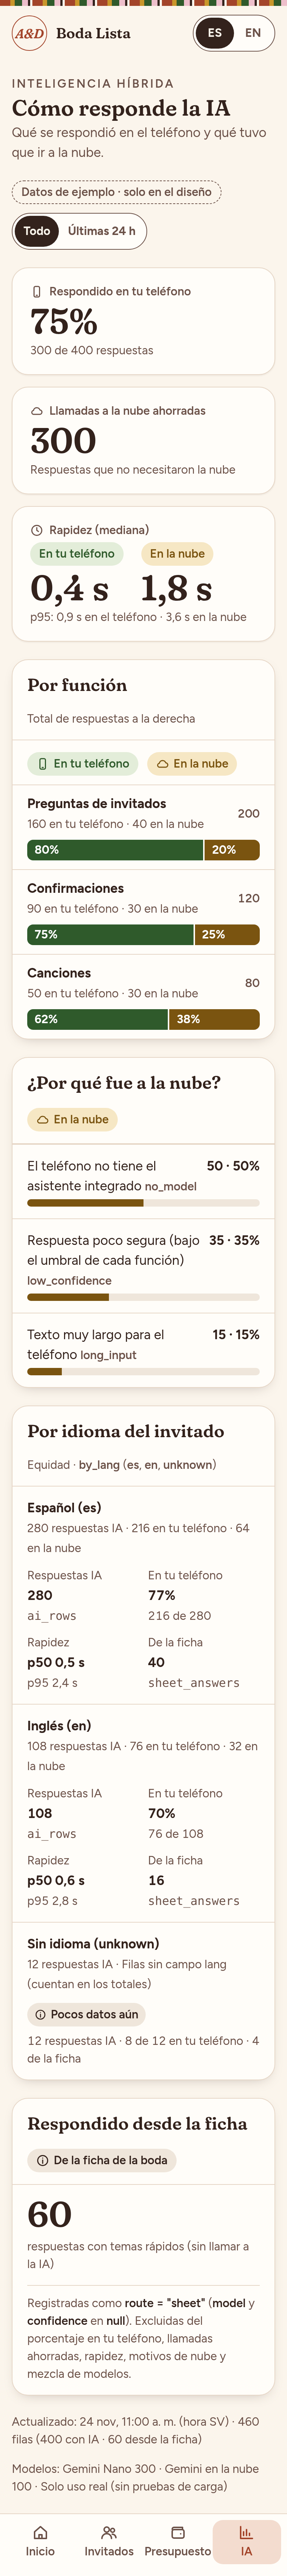 A&D Boda Lista ES EN
INTELIGENCIA HÍBRIDA
Cómo responde la IA
Qué se respondió en el teléfono y qué tuvo
que ir a la nube.
Datos de ejemplo · solo en el diseño
Todo Últimas 24 h
Respondido en tu teléfono
75%
300 de 400 respuestas
Llamadas a la nube ahorradas
300
Respuestas que no necesitaron la nube
Rapidez (mediana)
En tu teléfono En la nube
0,4 s 1,8 s
p95: 0,9 s en el teléfono · 3,6 s en la nube
Por función
Total de respuestas a la derecha
En tu teléfono En la nube
Preguntas de invitados 200
160 en tu teléfono · 40 en la nube
80% 20%
Confirmaciones 120
90 en tu teléfono · 30 en la nube
75% 25%
Canciones 80
50 en tu teléfono · 30 en la nube
62% 38%
¿Por qué fue a la nube?
En la nube
El teléfono no tiene el 50 · 50%
asistente integrado no_model
Respuesta poco segura (bajo 35 · 35%
el umbral de cada función)
low_confidence
Texto muy largo para el 15 · 15%
teléfono long_input
Por idioma del invitado
Equidad · by_lang (es, en, unknown)
Español (es)
280 respuestas IA · 216 en tu teléfono · 64
en la nube
Respuestas IA En tu teléfono
280 77%
ai_rows 216 de 280
Rapidez De la ficha
p50 0,5 s 40
p95 2,4 s sheet_answers
Inglés (en)
108 respuestas IA · 76 en tu teléfono · 32 en
la nube
Respuestas IA En tu teléfono
108 70%
ai_rows 76 de 108
Rapidez De la ficha
p50 0,6 s 16
p95 2,8 s sheet_answers
Sin idioma (unknown)
12 respuestas IA · Filas sin campo lang
(cuentan en los totales)
Pocos datos aún
12 respuestas IA · 8 de 12 en tu teléfono · 4
de la ficha
Respondido desde la ficha
De la ficha de la boda
60
respuestas con temas rápidos (sin llamar a
la IA)
Registradas como route = "sheet" (model y
confidence en null). Excluidas del
porcentaje en tu teléfono, llamadas
ahorradas, rapidez, motivos de nube y
mezcla de modelos.
Actualizado: 24 nov, 11:00 a. m. (hora SV) · 460
filas (400 con IA · 60 desde la ficha)
Modelos: Gemini Nano 300 · Gemini en la nube
100 · Solo uso real (sin pruebas de carga)
Inicio Invitados Presupuesto IA